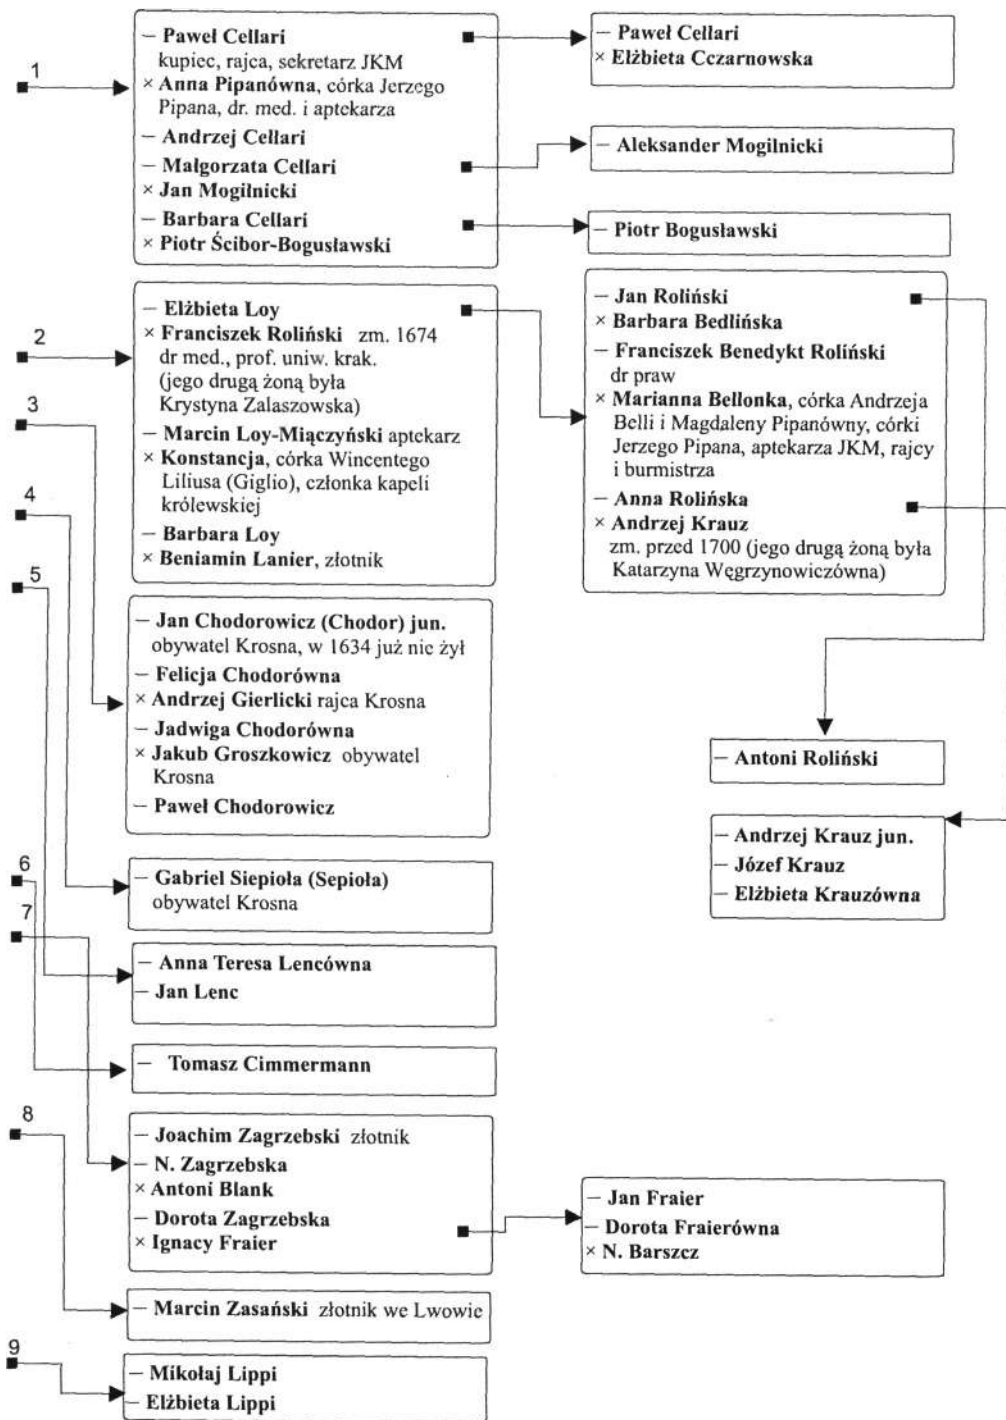 1
— Paweł Cellari
kupiec, rajca, sekretarz JKM
× Anna Pipanówna, córka Jerzego
Pipana, dr. med. i aptekarza
— Andrzej Cellari
— Małgorzata Cellari
× Jan Mogilnicki
— Barbara Cellari
× Piotr Ścibor-Bogusławski
— Paweł Cellari
× Elżbieta Cczarnowska
— Aleksander Mogilnicki
— Piotr Bogusławski
2
— Elżbieta Loy
× Franciszek Roliński zm. 1674
dr med., prof. uniw. krak.
(jego drugą żoną była
Krystyna Zalaszowska)
— Marcin Loy-Miączyński aptekarz
× Konstancja, córka Wincentego
Liliusa (Giglio), członka kapeli
królewskiej
— Barbara Loy
× Beniamin Lanier, złotnik
— Jan Roliński
× Barbara Bedlińska
— Franciszek Benedykt Roliński
dr praw
× Marianna Bellonka, córka Andrzeja
Belli i Magdaleny Pipanówny, córki
Jerzego Pipana, aptekarza JKM, rajcy
i burmistrza
— Anna Rolińska
× Andrzej Krauz
zm. przed 1700 (jego drugą żoną była
Katarzyna Węgrzynowiczówna)
3
— Jan Chodorowicz (Chodor) jun.
obywatel Krosna, w 1634 już nie żył
— Felicja Chodorówna
× Andrzej Gierlicki rajca Krosna
— Jadwiga Chodorówna
× Jakub Groszkowicz obywatel
Krosna
— Paweł Chodorowicz
— Antoni Roliński
— Andrzej Krauz jun.
— Józef Krauz
— Elżbieta Krauzówna
4
— Gabriel Siepioła (Sepioła)
obywatel Krosna
5
— Anna Teresa Lencówna
— Jan Lenc
6
— Tomasz Cimmermann
7
— Joachim Zagrzebski złotnik
— N. Zagrzebska
× Antoni Blank
— Dorota Zagrzebska
× Ignacy Fraier
— Jan Fraier
— Dorota Fraierówna
× N. Barszcz
8
— Marcin Zasański złotnik we Lwowie
9
— Mikołaj Lippi
— Elżbieta Lippi